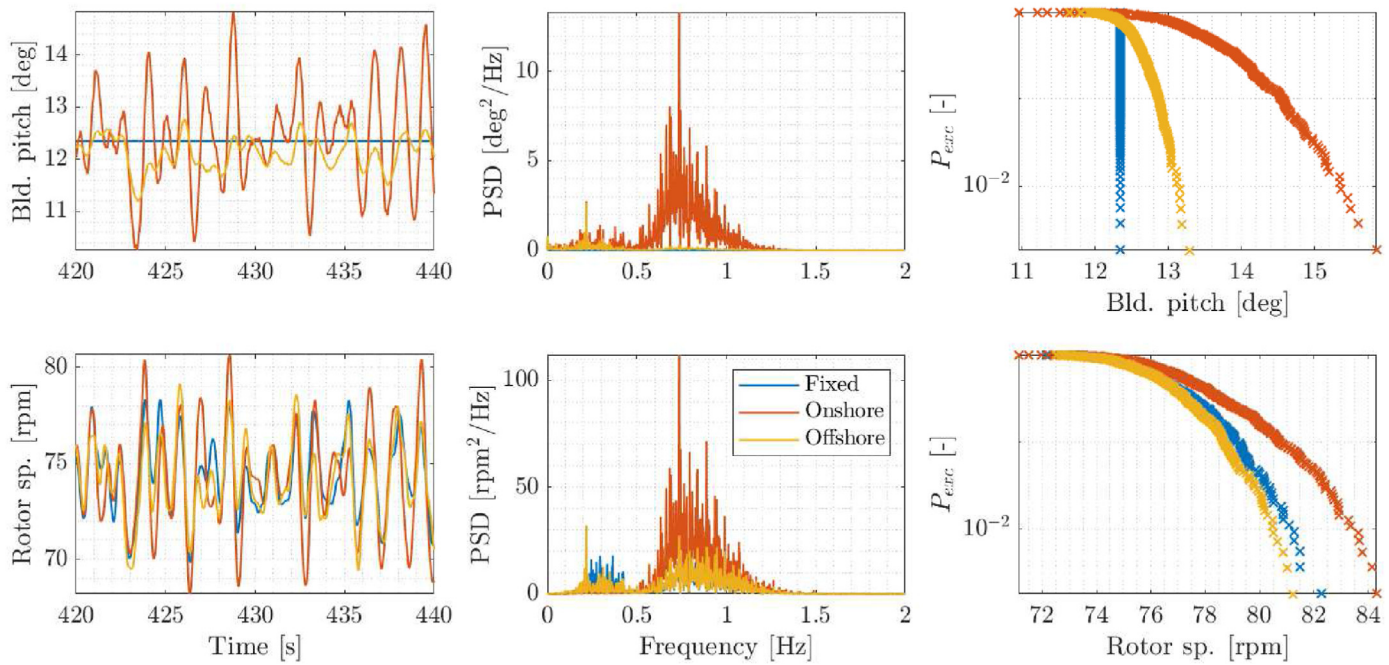 Bld. pitch [deg]
14
13
12
11
420 425 430 435 440
PSD [deg²/Hz]
10
5
0
0 0.5 1 1.5 2
P_exc [-]
10⁻²
11 12 13 14 15
Bld. pitch [deg]
Rotor sp. [rpm]
80
75
70
420 425 430 435 440
Time [s]
PSD [rpm²/Hz]
100
50
0
0 0.5 1 1.5 2
Frequency [Hz]
Fixed
Onshore
Offshore
P_exc [-]
10⁻²
72 74 76 78 80 82 84
Rotor sp. [rpm]